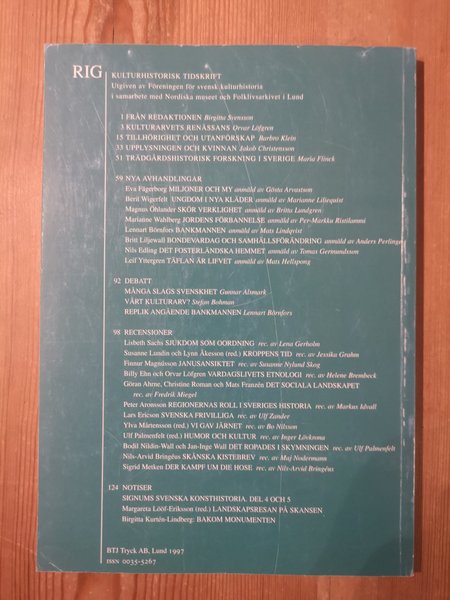 RIG KULTURHISTORISK TIDSKRIFT
Utgiven av Föreningen för svensk kulturhistoria
i samarbete med Nordiska museet och Folklivsarkivet i Lund
1 FRÅN REDAKTIONEN Birgitta Svensson
3 KULTURARVETS RENÄSSANS Orvar Löfgren
15 TILLHÖRIGHET OCH UTANFÖRSKAP Barbro Klein
33 UPPLYSNINGEN OCH KVINNAN Jakob Christensson
51 TRÄDGÅRDSHISTORISK FORSKNING I SVERIGE Maria Flinck
59 NYA AVHANDLINGAR
Eva Fägerborg MILJONER OCH MY anmäld av Gösta Arvastson
Berit Wigerfelt UNGDOM I NYA KLÄDER anmäld av Marianne Liljequist
Magnus Öhlander SKÖR VERKLIGHET anmäld av Britta Lundgren
Marianne Wahlberg JORDENS FÖRBANNELSE anmäld av Per-Markku Ristilammi
Lennart Börnfors BANKMANNEN anmäld av Mats Lindqvist
Britt Liljewall BONDEVARDAG OCH SAMHÄLLSFÖRÄNDRING anmäld av Anders Perlinge
Nils Edling DET FOSTERLÄNDSKA HEMMET anmäld av Tomas Germundsson
Leif Yttergren TÄFLAN ÄR LIFVET anmäld av Mats Hellspong
92 DEBATT
MÅNGA SLAGS SVENSKHET Gunnar Alsmark
VÅRT KULTURARV? Stefan Bohman
REPLIK ANGÅENDE BANKMANNEN Lennart Börnfors
98 RECENSIONER
Lisbeth Sachs SJUKDOM SOM OORDNING rec. av Lena Gerholm
Susanne Lundin och Lynn Åkesson (red.) KROPPENS TID rec. av Jessika Grahm
Finnur Magnússon JANUSANSIKTET rec. av Susanne Nylund Skog
Billy Ehn och Orvar Löfgren VARDAGSLIVETS ETNOLOGI rec. av Helene Brembeck
Göran Ahrne, Christine Roman och Mats Franzén DET SOCIALA LANDSKAPET
rec. av Fredrik Miegel
Peter Aronsson REGIONERNAS ROLL I SVERIGES HISTORIA rec. av Markus Idvall
Lars Ericson SVENSKA FRIVILLIGA rec. av Ulf Zander
Ylva Mårtensson (red.) VI GAV JÄRNET rec. av Bo Nilsson
Ulf Palmenfelt (red.) HUMOR OCH KULTUR rec. av Inger Lövkrona
Bodil Nildin-Wall och Jan-Inge Wall DET ROPADES I SKYMNINGEN rec. av Ulf Palmenfelt
Nils-Arvid Bringéus SKÅNSKA KISTEBREV rec. av Maj Nodermann
Sigrid Metken DER KAMPF UM DIE HOSE rec. av Nils-Arvid Bringéus
124 NOTISER
SIGNUMS SVENSKA KONSTHISTORIA. DEL 4 OCH 5
Margareta Lööf-Eriksson (red.) LANDSKAPSRESAN PÅ SKANSEN
Birgitta Kurtén-Lindberg: BAKOM MONUMENTEN
BTJ Tryck AB, Lund 1997
ISSN 0035-5267